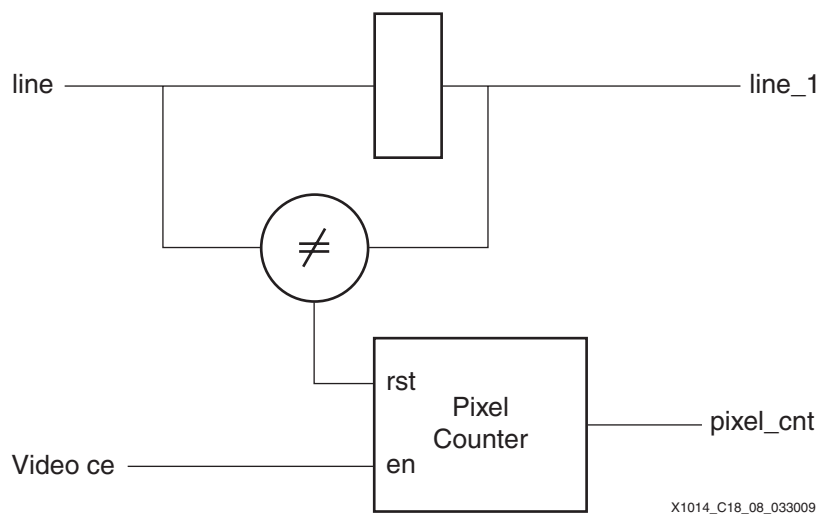 line
line_1
≠
rst
Pixel
Counter
pixel_cnt
Video ce
en
X1014_C18_08_033009